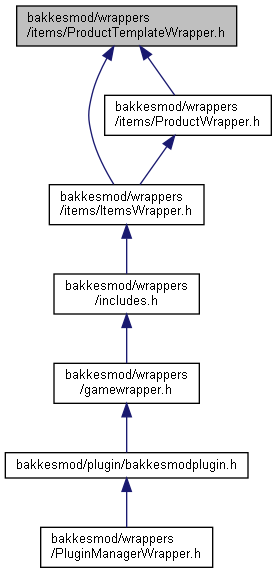 bakkesmod/wrappers
/items/ProductTemplateWrapper.h
bakkesmod/wrappers
/items/ProductWrapper.h
bakkesmod/wrappers
/items/ItemsWrapper.h
bakkesmod/wrappers
/includes.h
bakkesmod/wrappers
/gamewrapper.h
bakkesmod/plugin/bakkesmodplugin.h
bakkesmod/wrappers
/PluginManagerWrapper.h